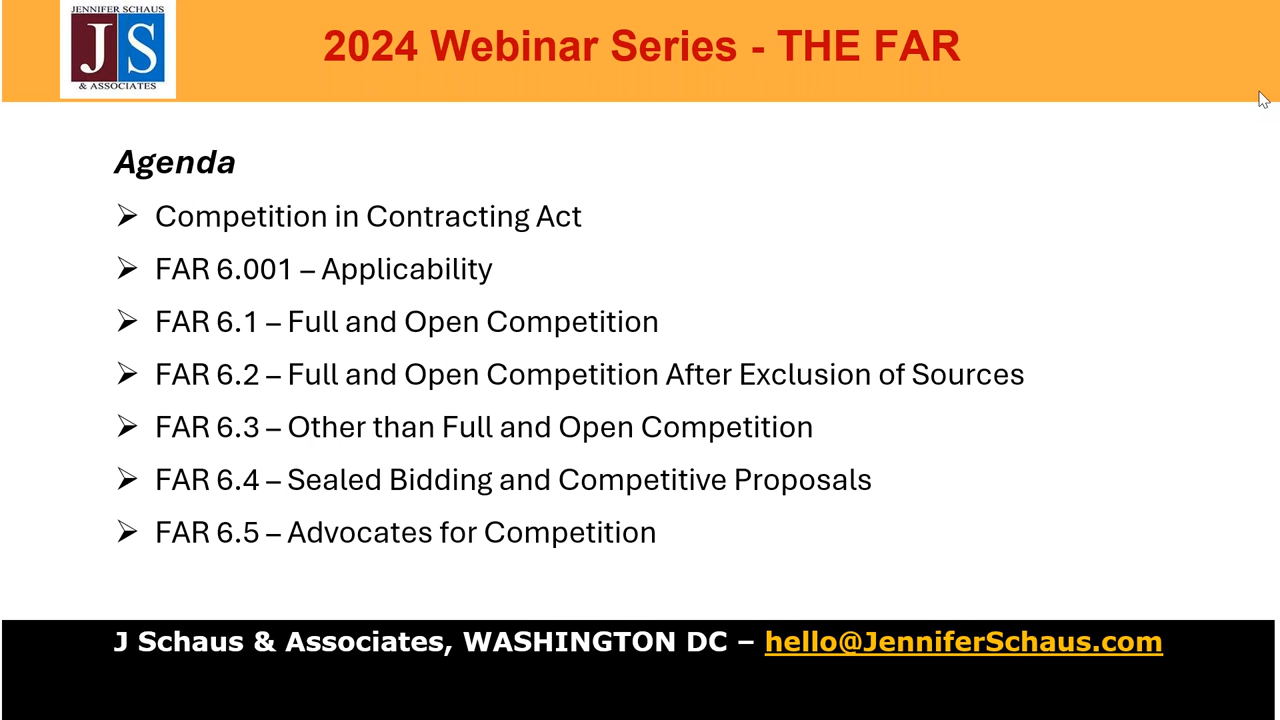 JENNIFER SCHAUS
JS
& ASSOCIATES
2024 Webinar Series - THE FAR
Agenda
➢ Competition in Contracting Act
➢ FAR 6.001 – Applicability
➢ FAR 6.1 – Full and Open Competition
➢ FAR 6.2 – Full and Open Competition After Exclusion of Sources
➢ FAR 6.3 – Other than Full and Open Competition
➢ FAR 6.4 – Sealed Bidding and Competitive Proposals
➢ FAR 6.5 – Advocates for Competition
J Schaus & Associates, WASHINGTON DC – hello@JenniferSchaus.com